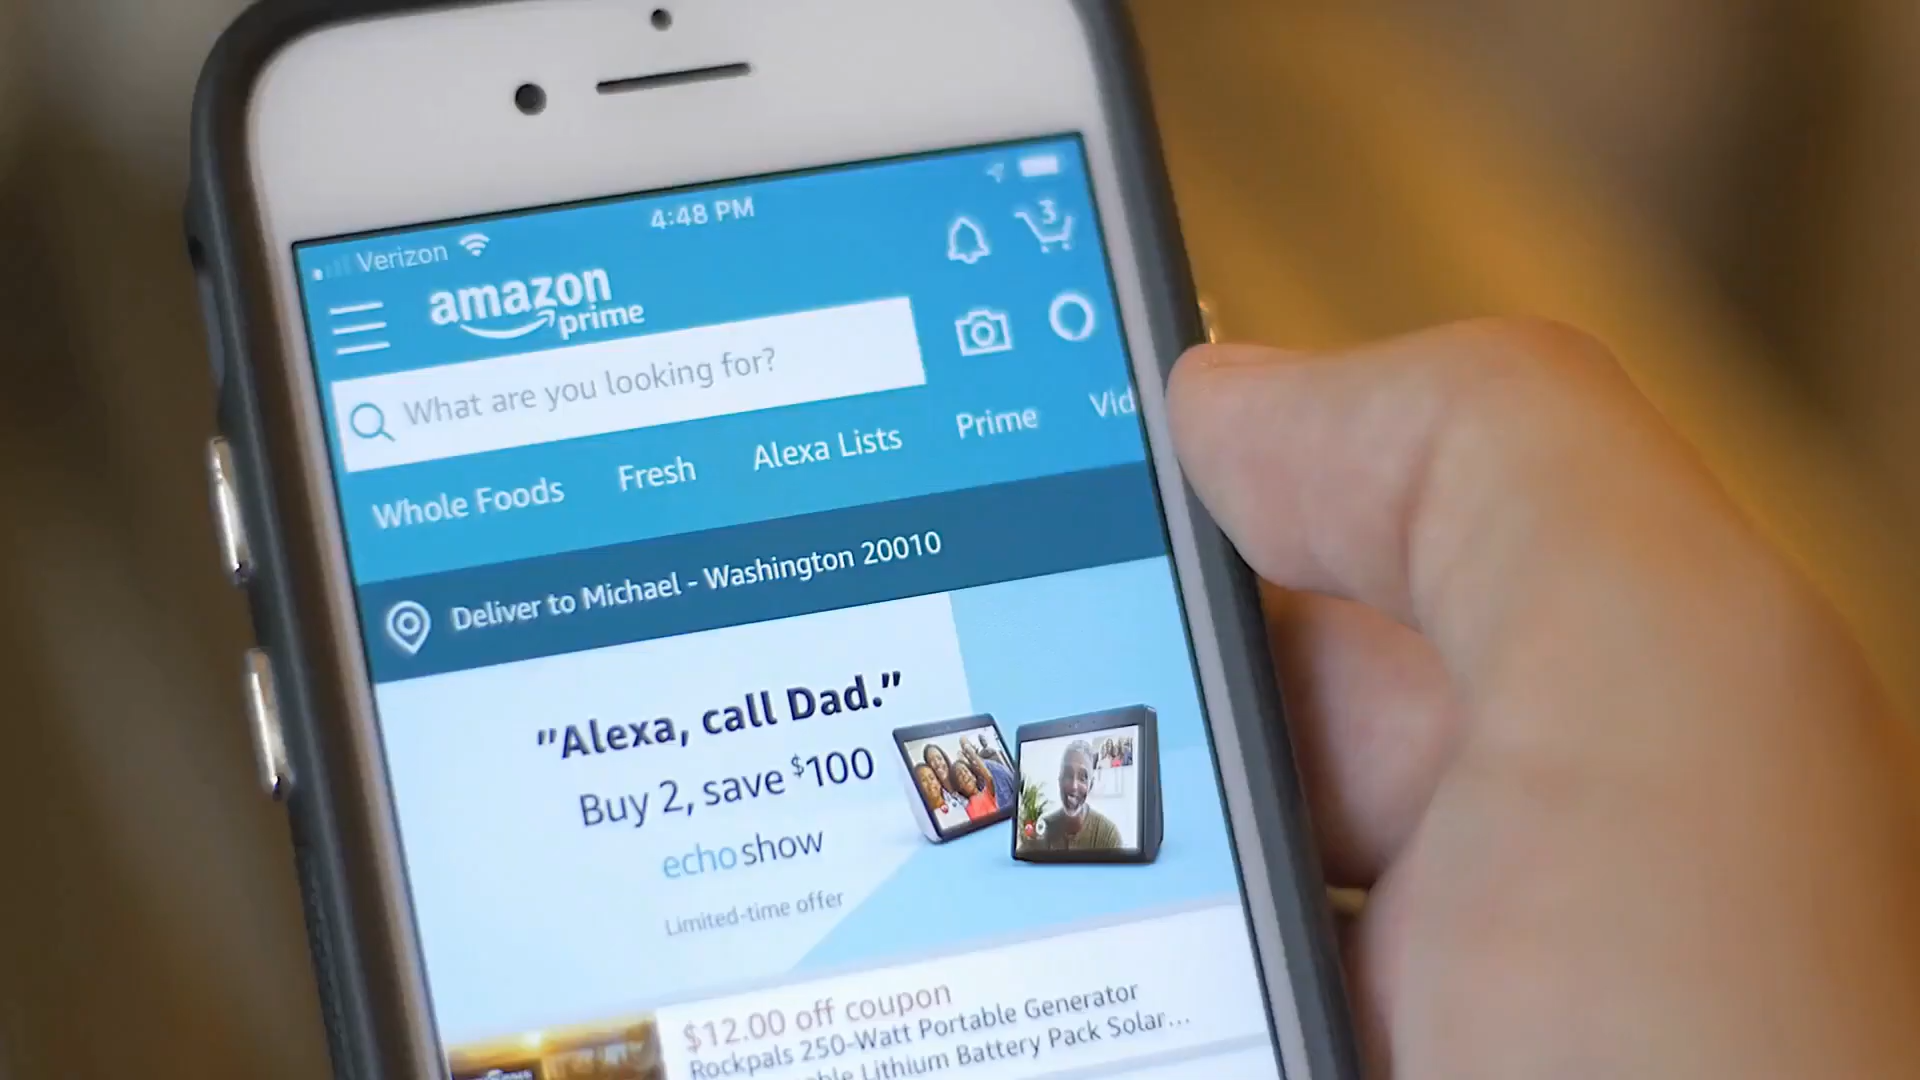 4:48 PM
Verizon
3
amazon
prime
What are you looking for?
Whole Foods Fresh Alexa Lists Prime Vid
Deliver to Michael - Washington 20010
"Alexa, call Dad."
Buy 2, save $100
echo show
Limited-time offer
$12.00 off coupon
Rockpals 250-Watt Portable Generator
Lithium Battery Pack Solar...